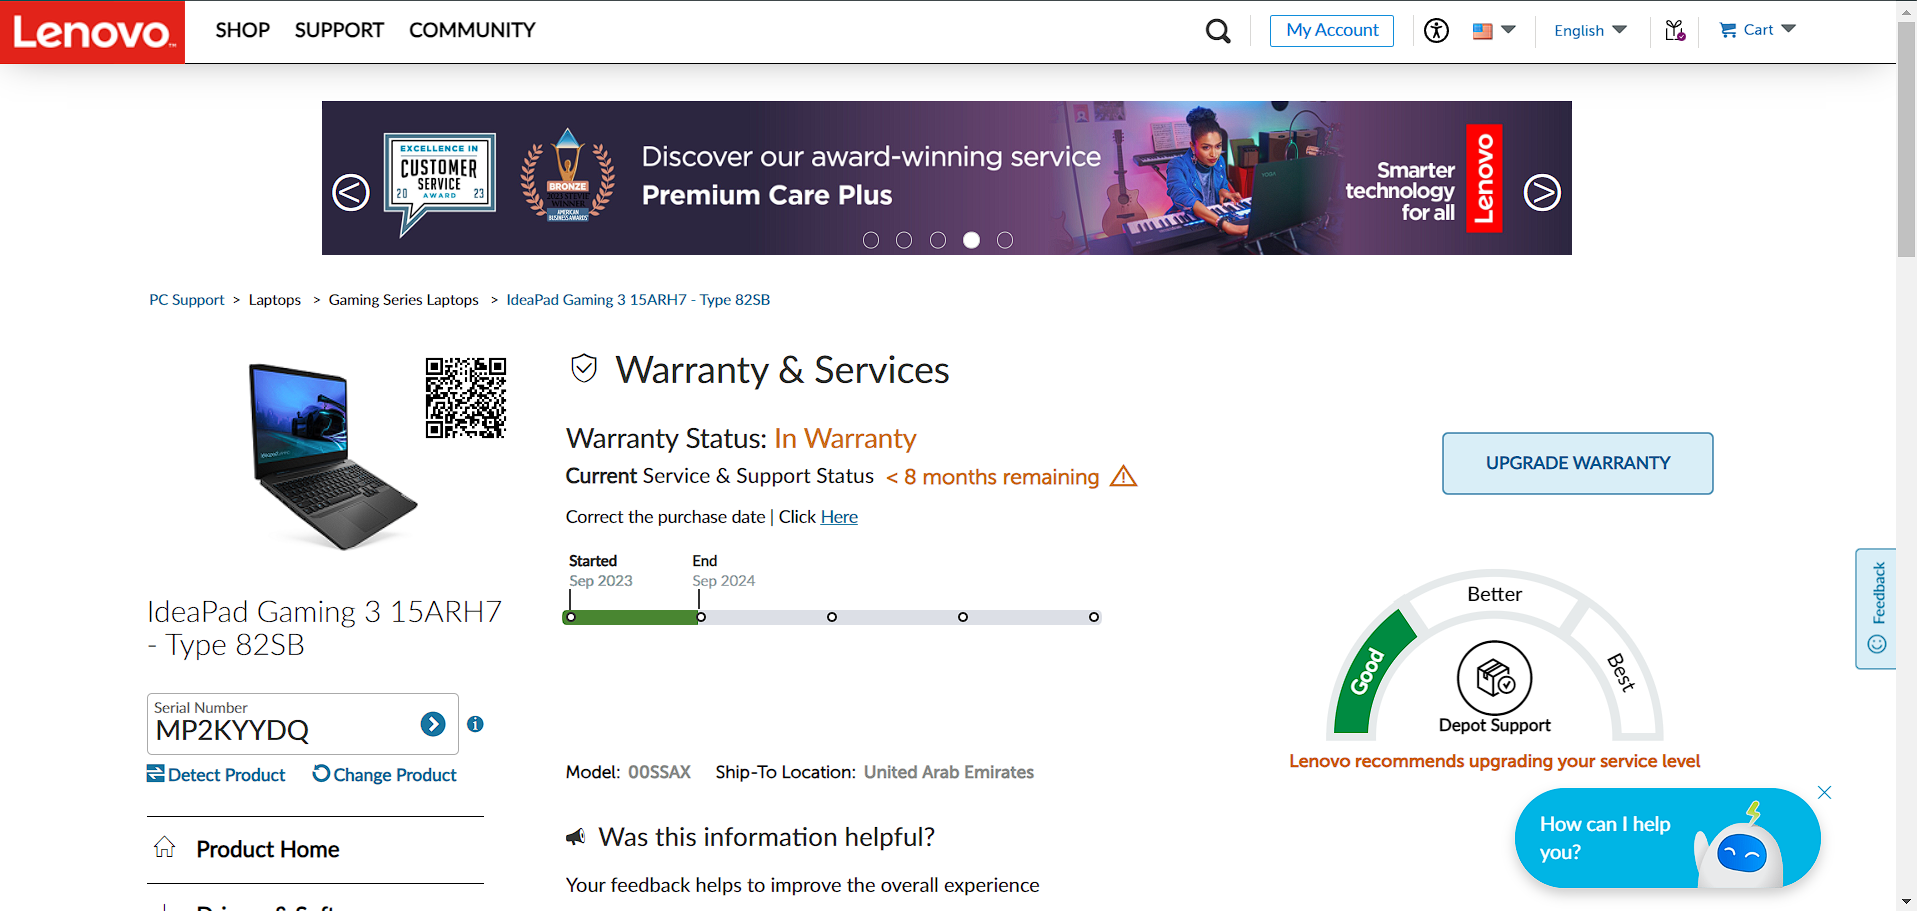 Lenovo™ SHOP SUPPORT COMMUNITY My Account English Cart
EXCELLENCE IN
CUSTOMER
SERVICE
20 AWARD 23
BRONZE
2023 STEVIE
WINNER
AMERICAN
BUSINESS AWARDS
Discover our award-winning service
Premium Care Plus
YOGA
Smarter
technology
for all
Lenovo
PC Support > Laptops > Gaming Series Laptops > IdeaPad Gaming 3 15ARH7 - Type 82SB
Warranty & Services
Warranty Status: In Warranty
Current Service & Support Status < 8 months remaining
UPGRADE WARRANTY
Correct the purchase date | Click Here
Started End
Sep 2023 Sep 2024
IdeaPad Gaming 3 15ARH7
- Type 82SB
Good
Better
Best
Depot Support
Lenovo recommends upgrading your service level
Feedback
Serial Number
MP2KYYDQ
Detect Product Change Product
Model: 00SSAX Ship-To Location: United Arab Emirates
Product Home
Was this information helpful?
Your feedback helps to improve the overall experience
How can I help
you?